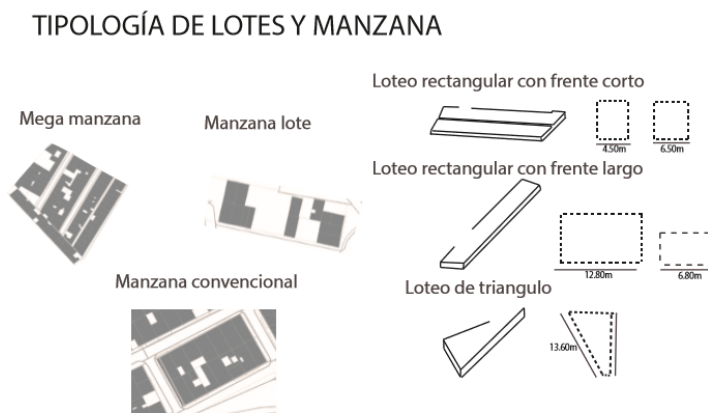 TIPOLOGÍA DE LOTES Y MANZANA
Mega manzana
Manzana lote
Manzana convencional
Loteo rectangular con frente corto
4.50m
6.50m
Loteo rectangular con frente largo
12.80m
6.80m
Loteo de triangulo
13.60m